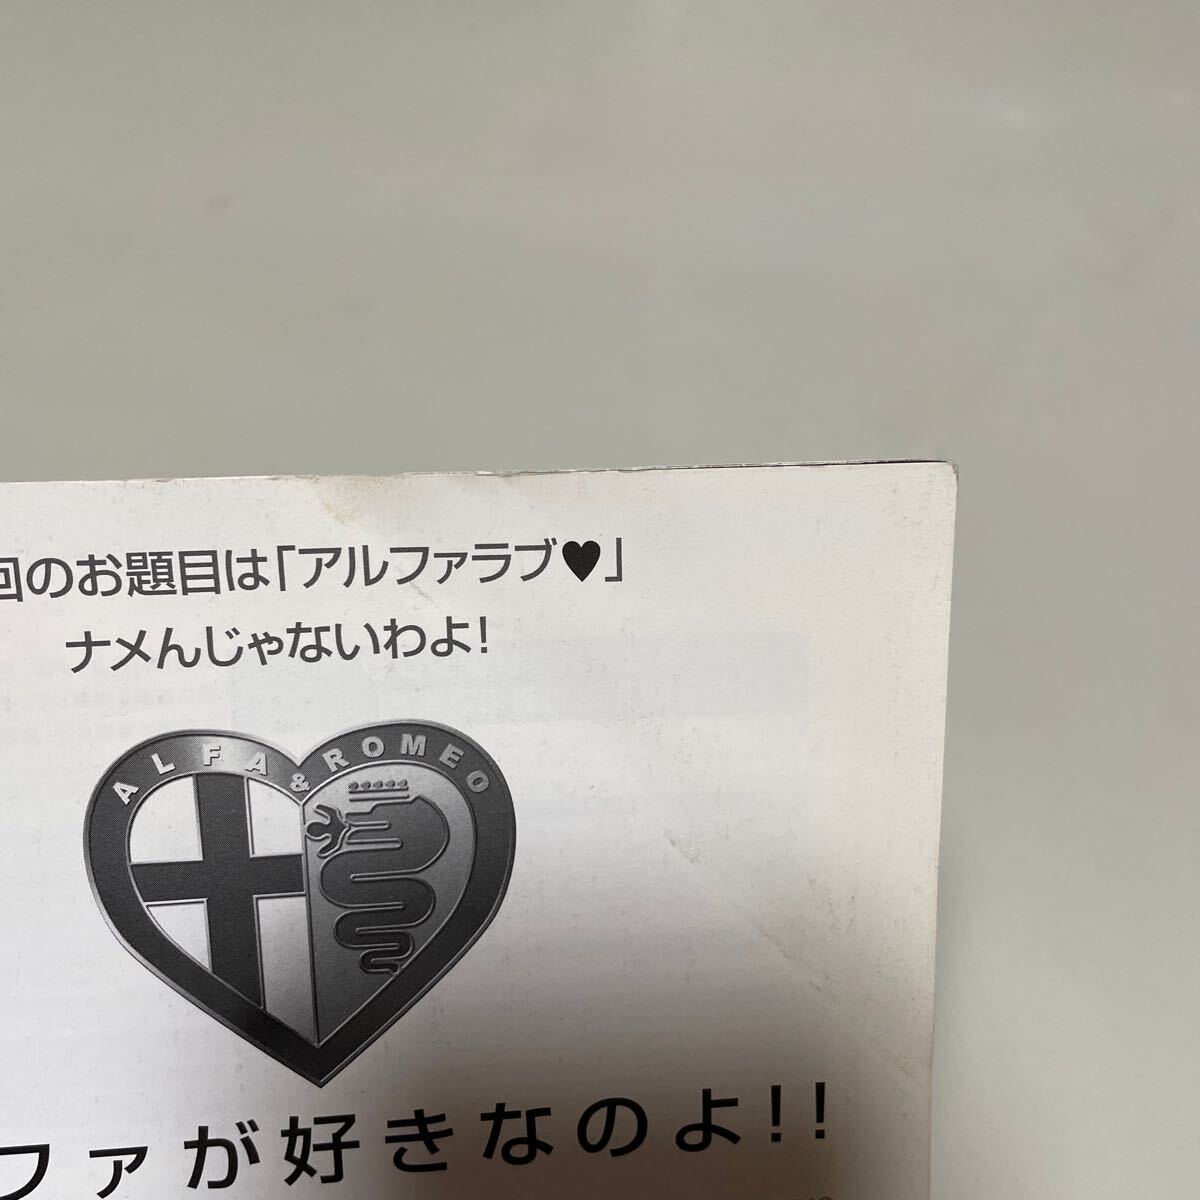 回のお題目は「アルファラブ♥」
ナメんじゃないわよ!
ALFA&ROMEO
ファが好きなのよ!!